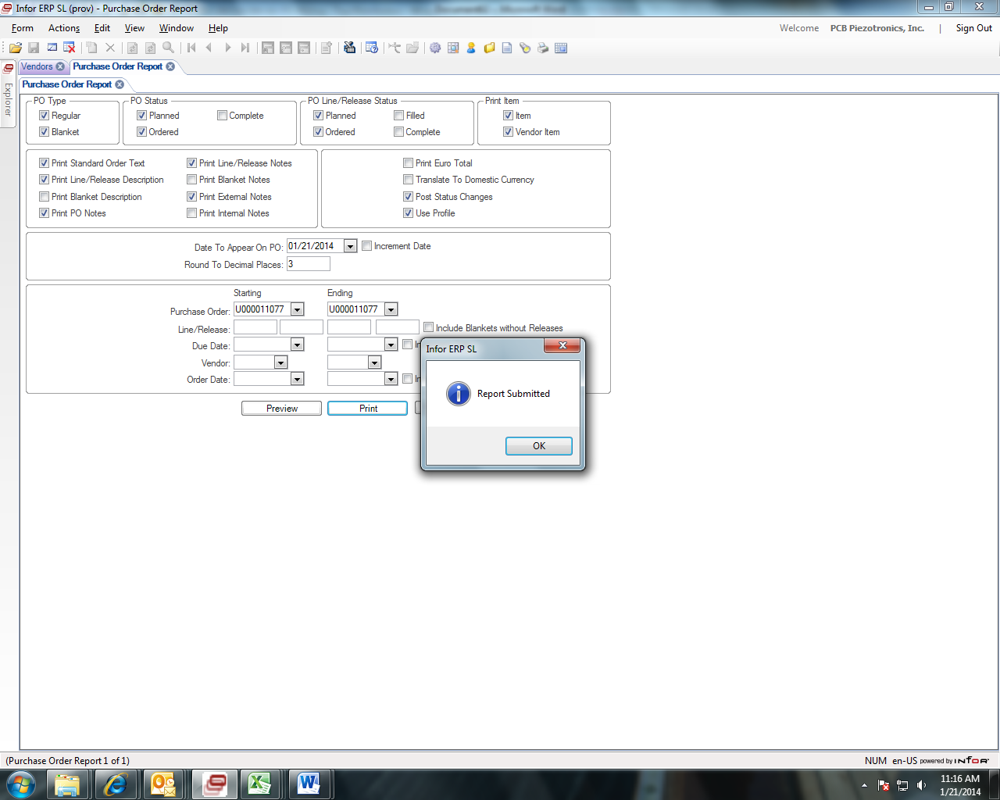 Infor ERP SL (prov) - Purchase Order Report
Form Actions Edit View Window Help
Welcome PCB Piezotronics, Inc. | Sign Out
Vendors Purchase Order Report
Explorer
Purchase Order Report
PO Type PO Status PO Line/Release Status Print Item
Regular Planned Complete Planned Filled Item
Blanket Ordered Ordered Complete Vendor Item
Print Standard Order Text Print Line/Release Notes Print Euro Total
Print Line/Release Description Print Blanket Notes Translate To Domestic Currency
Print Blanket Description Print External Notes Post Status Changes
Print PO Notes Print Internal Notes Use Profile
Date To Appear On PO: 01/21/2014 Increment Date
Round To Decimal Places: 3
Starting Ending
Purchase Order: U000011077 U000011077
Line/Release: Include Blankets without Releases
Due Date:
Vendor:
Order Date:
Preview Print
Infor ERP SL
Report Submitted
OK
(Purchase Order Report 1 of 1)
NUM en-US powered by infor
11:16 AM
1/21/2014